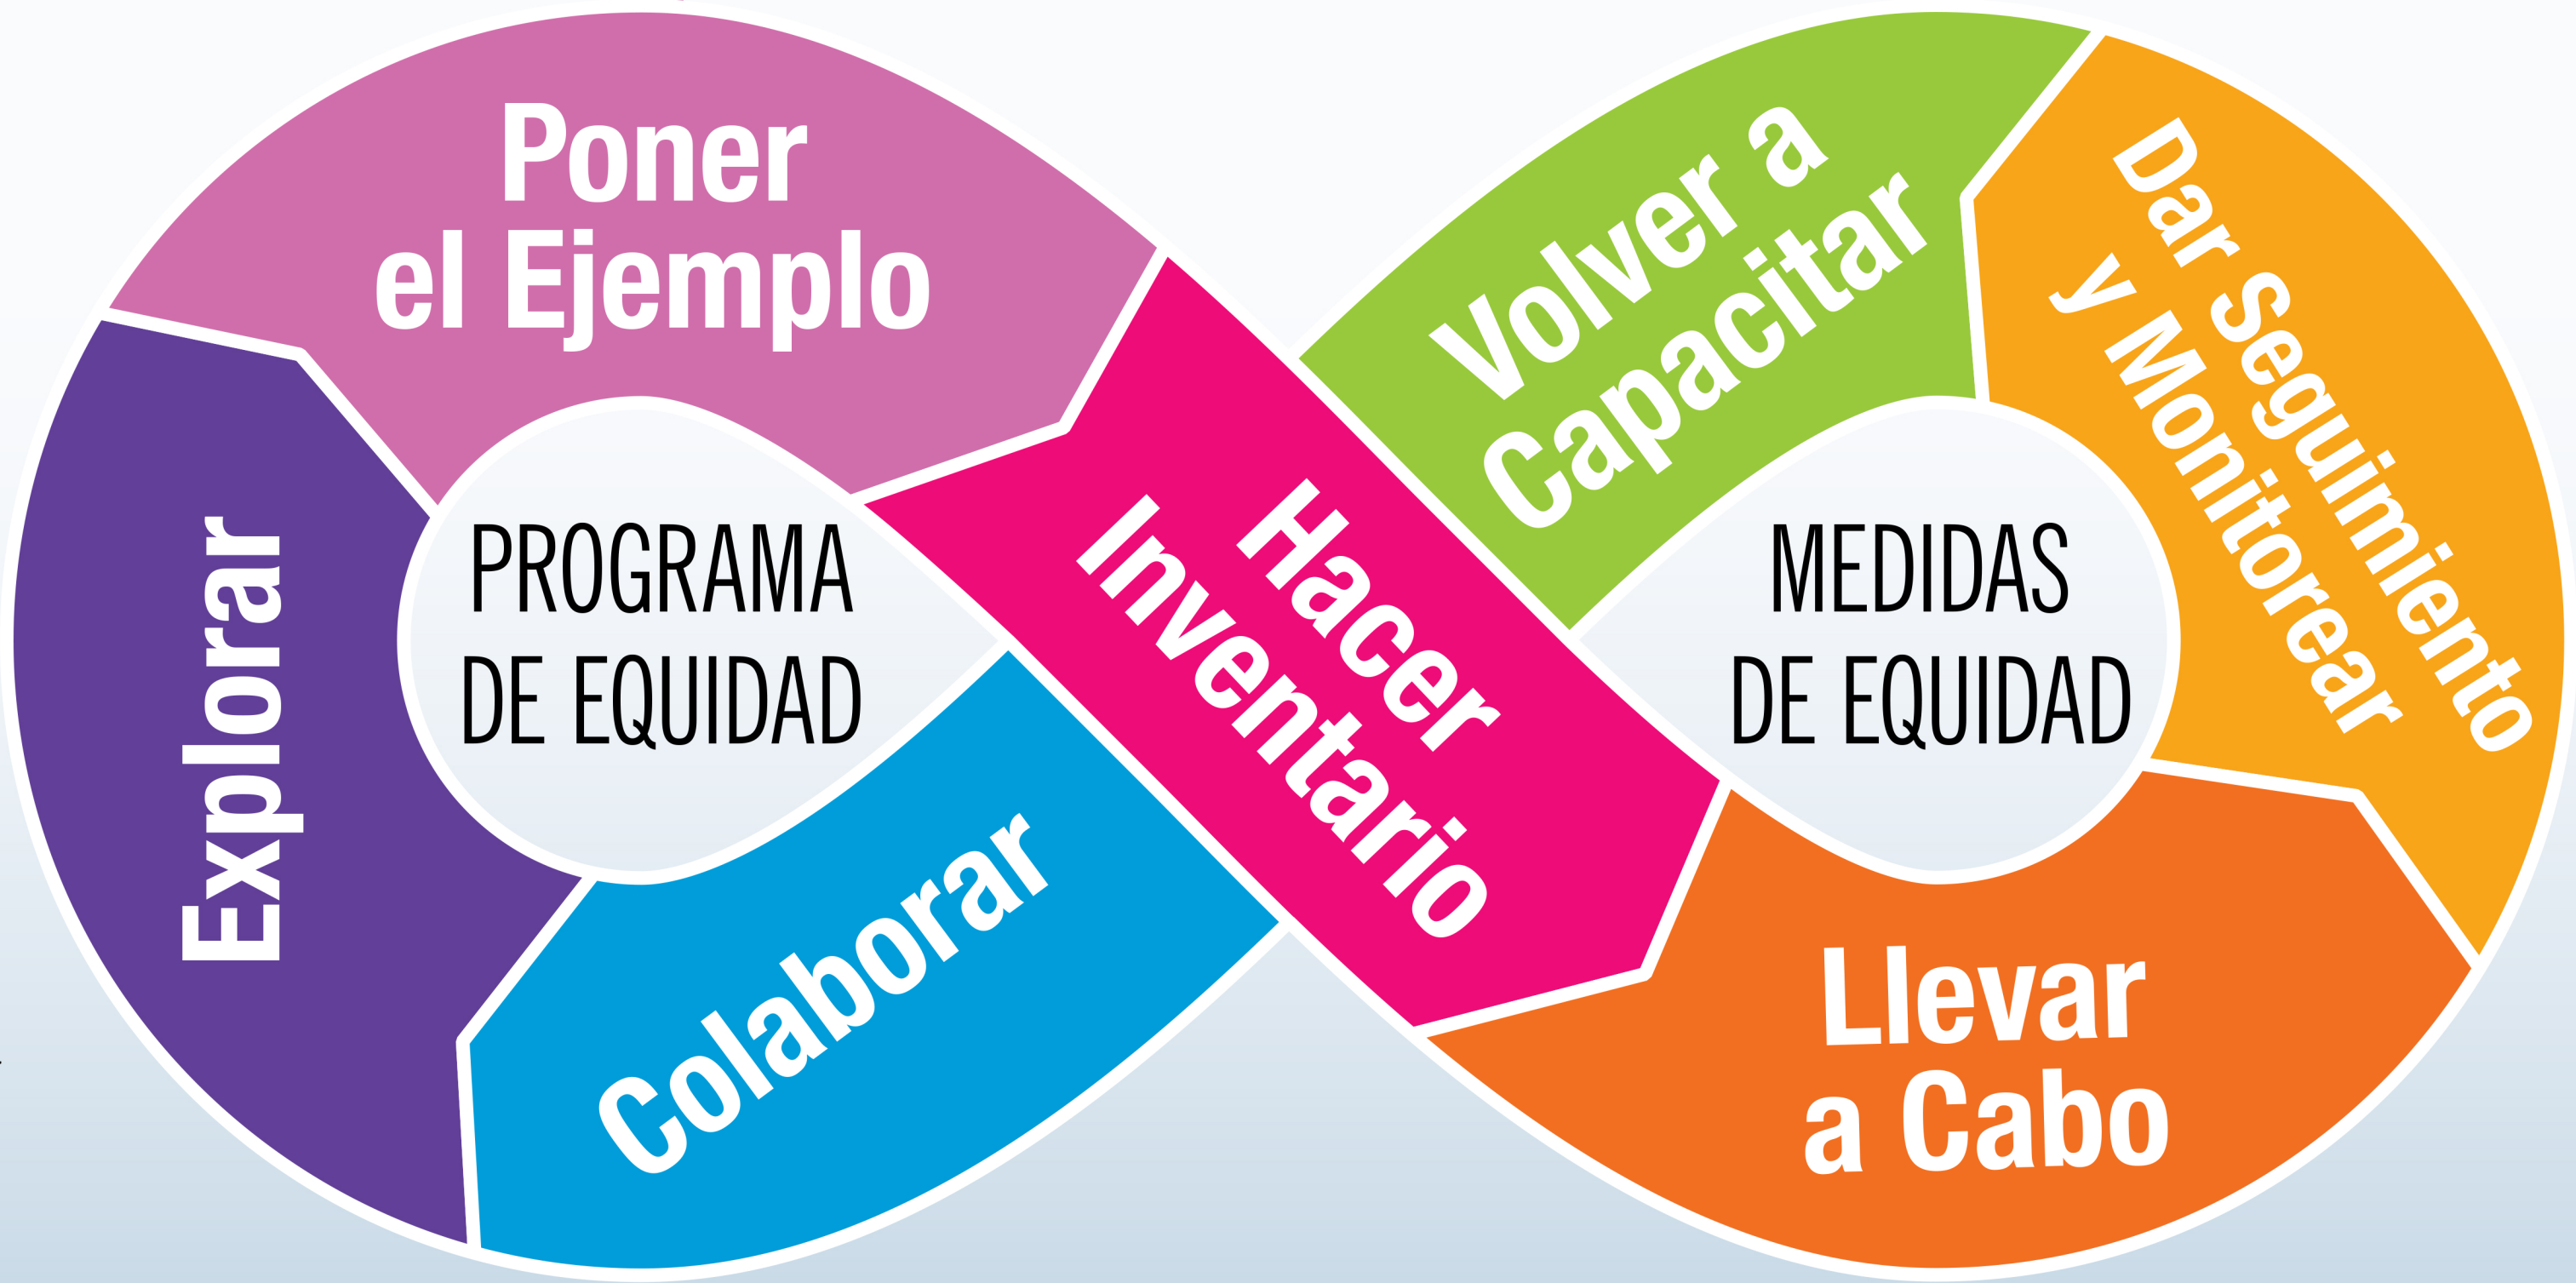 Poner
el Ejemplo
Explorar
PROGRAMA
DE EQUIDAD
Colaborar
Hacer
Inventario
Volver a
Capacitar
Dar Seguimiento
y Monitorear
MEDIDAS
DE EQUIDAD
Llevar
a Cabo